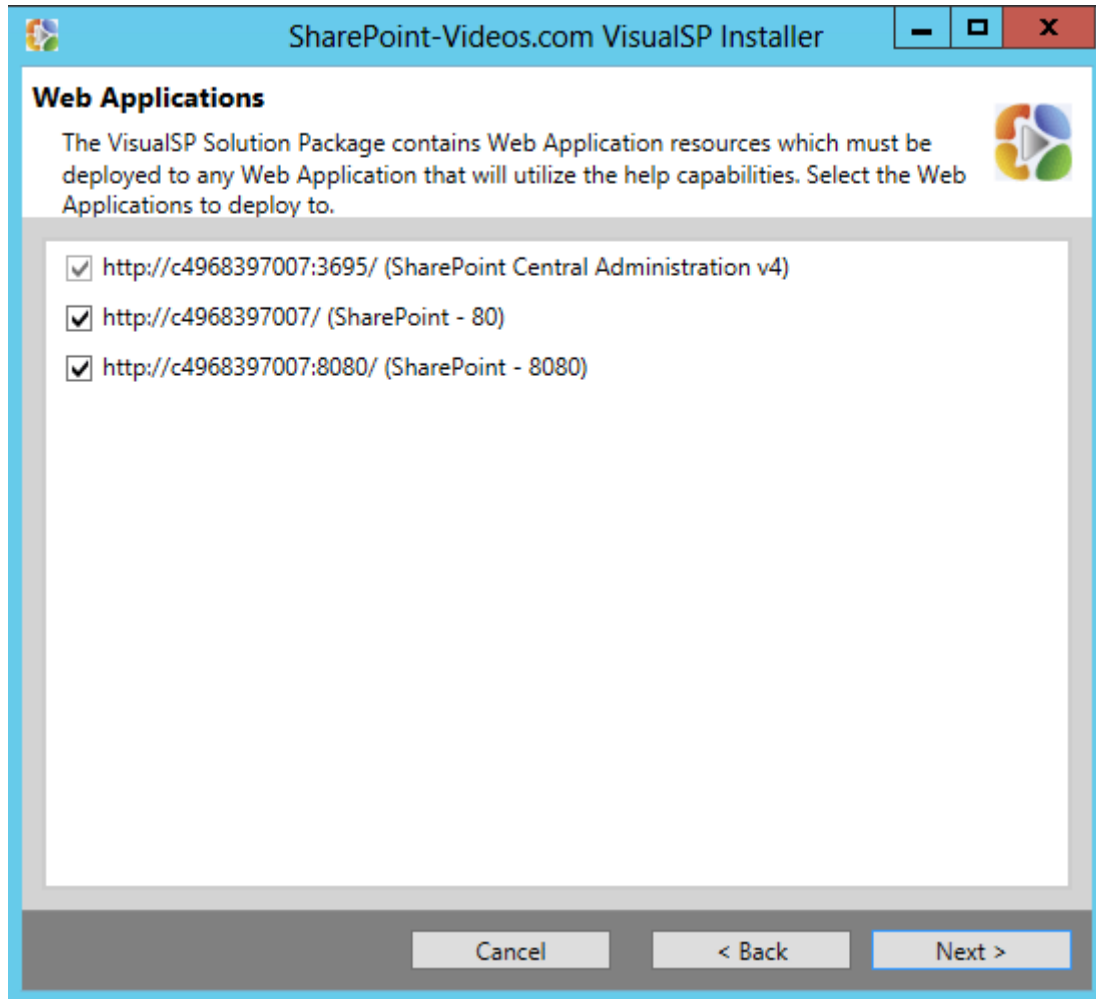 SharePoint-Videos.com VisualSP Installer
Web Applications
The VisualSP Solution Package contains Web Application resources which must be
deployed to any Web Application that will utilize the help capabilities. Select the Web
Applications to deploy to.
http://c4968397007:3695/ (SharePoint Central Administration v4)
http://c4968397007/ (SharePoint - 80)
http://c4968397007:8080/ (SharePoint - 8080)
Cancel < Back Next >